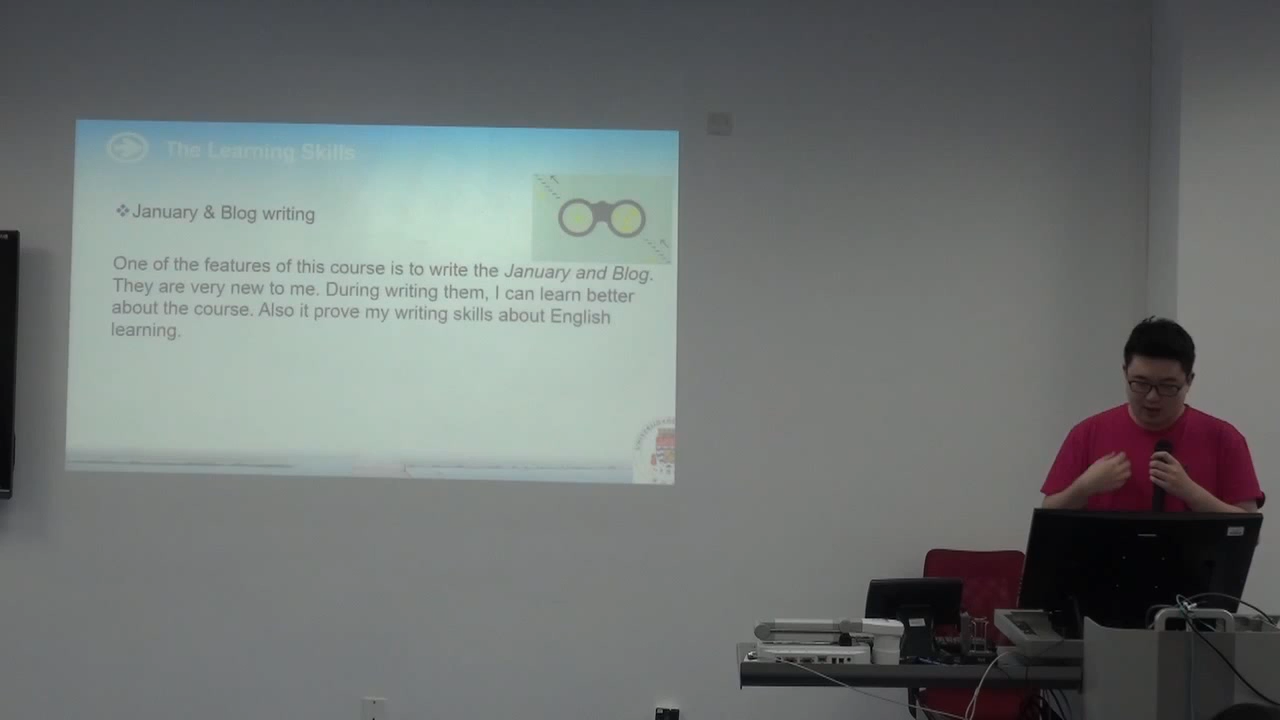 The Learning Skills
❖January & Blog writing
One of the features of this course is to write the January and Blog.
They are very new to me. During writing them, I can learn better
about the course. Also it prove my writing skills about English
learning.